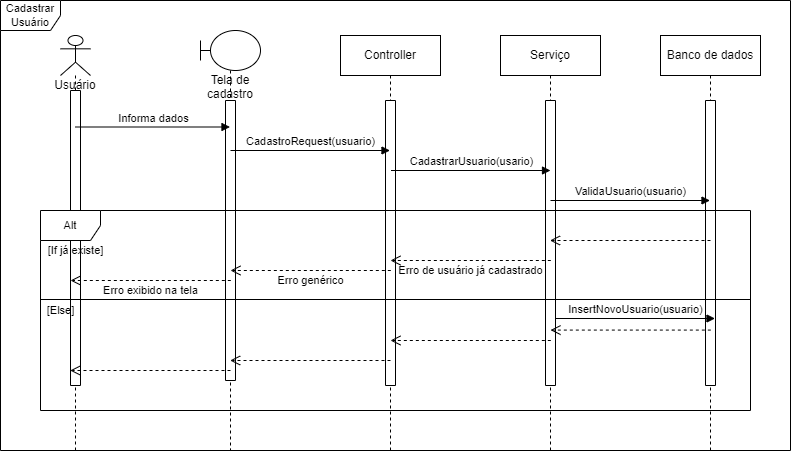 Cadastrar
Usuário
Usuário
Tela de
cadastro
Controller
Serviço
Banco de dados
Informa dados
CadastroRequest(usuario)
CadastrarUsuario(usario)
ValidaUsuario(usuario)
Alt
[If já existe]
Erro de usuário já cadastrado
Erro genérico
Erro exibido na tela
[Else]
InsertNovoUsuario(usuario)